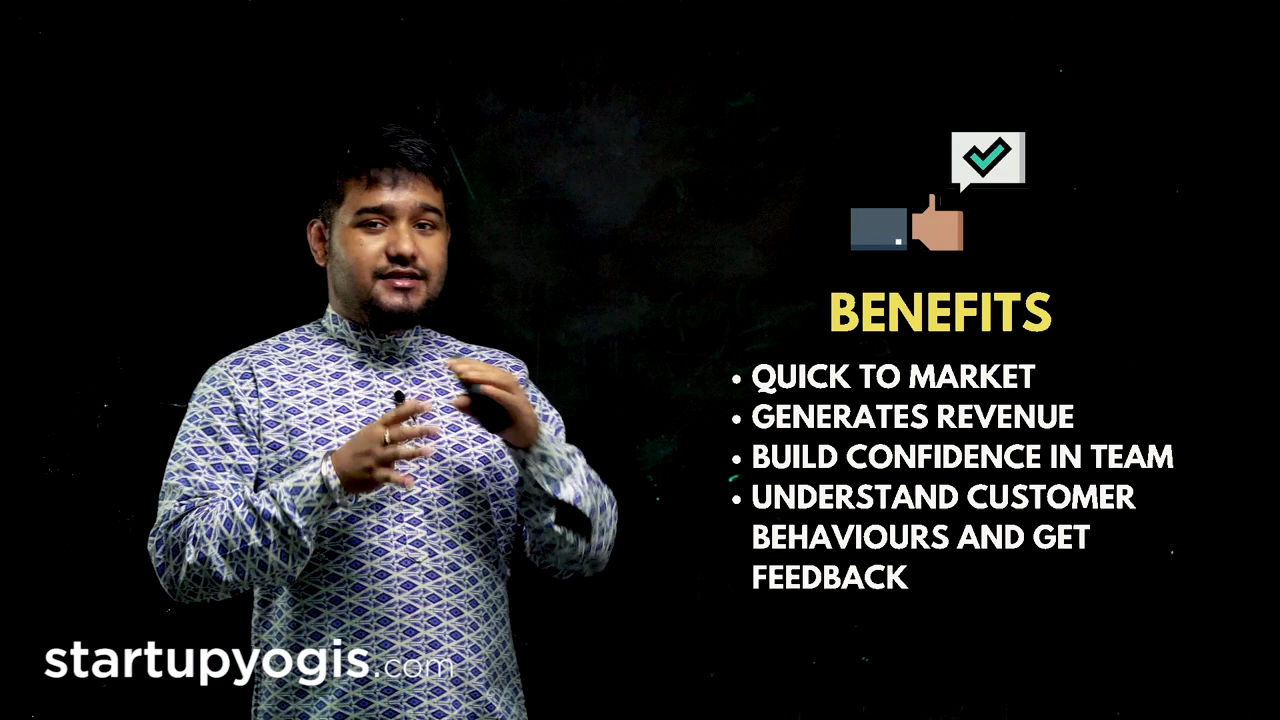 BENEFITS
• QUICK TO MARKET
• GENERATES REVENUE
• BUILD CONFIDENCE IN TEAM
• UNDERSTAND CUSTOMER
BEHAVIOURS AND GET
FEEDBACK
startupyogis.com